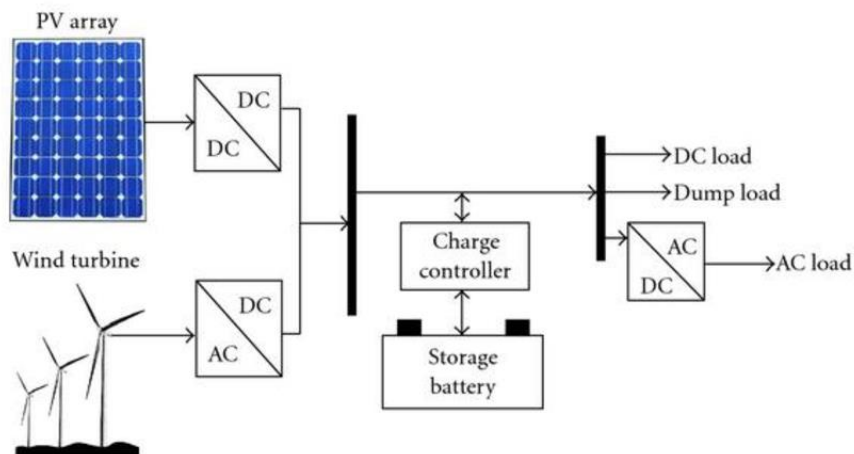 PV array
DC
DC
Wind turbine
DC
AC
Charge
controller
Storage
battery
DC load
Dump load
AC
DC
AC load